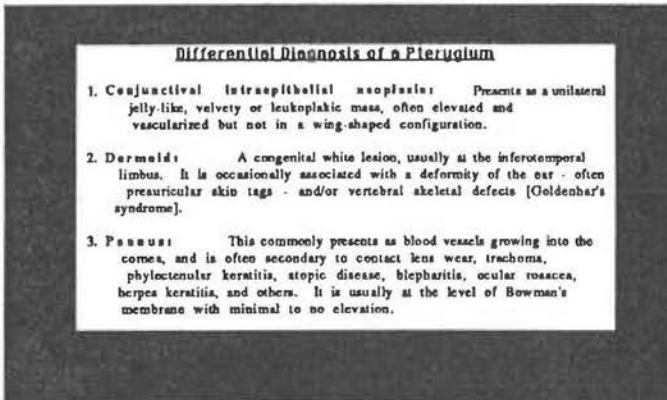 Differential Diagnosis of a Pterygium
1. Conjunctival intraepithelial neoplasia: Presents as a unilateral
jelly-like, velvety or leukoplakic mass, often elevated and
vascularized but not in a wing-shaped configuration.
2. Dermoid: A congenital white lesion, usually at the inferotemporal
limbus. It is occasionally associated with a deformity of the ear - often
preauricular skin tags - and/or vertebral skeletal defects [Goldenhar's
syndrome].
3. Pannus: This commonly presents as blood vessels growing into the
cornea, and is often secondary to contact lens wear, trachoma,
phylectenular keratitis, atopic disease, blepharitis, ocular rosacea,
herpes keratitis, and others. It is usually at the level of Bowman's
membrane with minimal to no elevation.